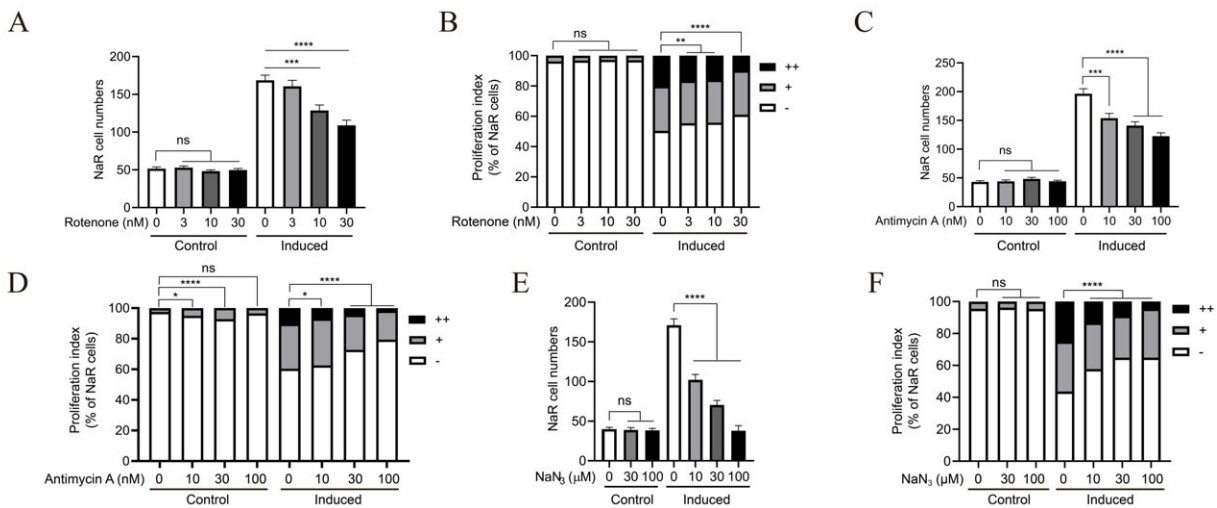 A
NaR cell numbers
200
150
100
50
0
ns
***
****
Rotenone (nM)
0 3 10 30 0 3 10 30
Control Induced
B
Proliferation index
(% of NaR cells)
100
80
60
40
20
0
ns
**
****
++
+
-
Rotenone (nM)
0 3 10 30 0 3 10 30
Control Induced
C
NaR cell numbers
250
200
150
100
50
0
ns
***
****
Antimycin A (nM)
0 10 30 100 0 10 30 100
Control Induced
D
Proliferation index
(% of NaR cells)
100
80
60
40
20
0
ns
****
*
****
*
++
+
-
Antimycin A (nM)
0 10 30 100 0 10 30 100
Control Induced
E
NaR cell numbers
200
150
100
50
0
ns
****
NaN₃ (μM)
0 30 100 0 10 30 100
Control Induced
F
Proliferation index
(% of NaR cells)
100
80
60
40
20
0
ns
****
++
+
-
NaN₃ (μM)
0 30 100 0 10 30 100
Control Induced